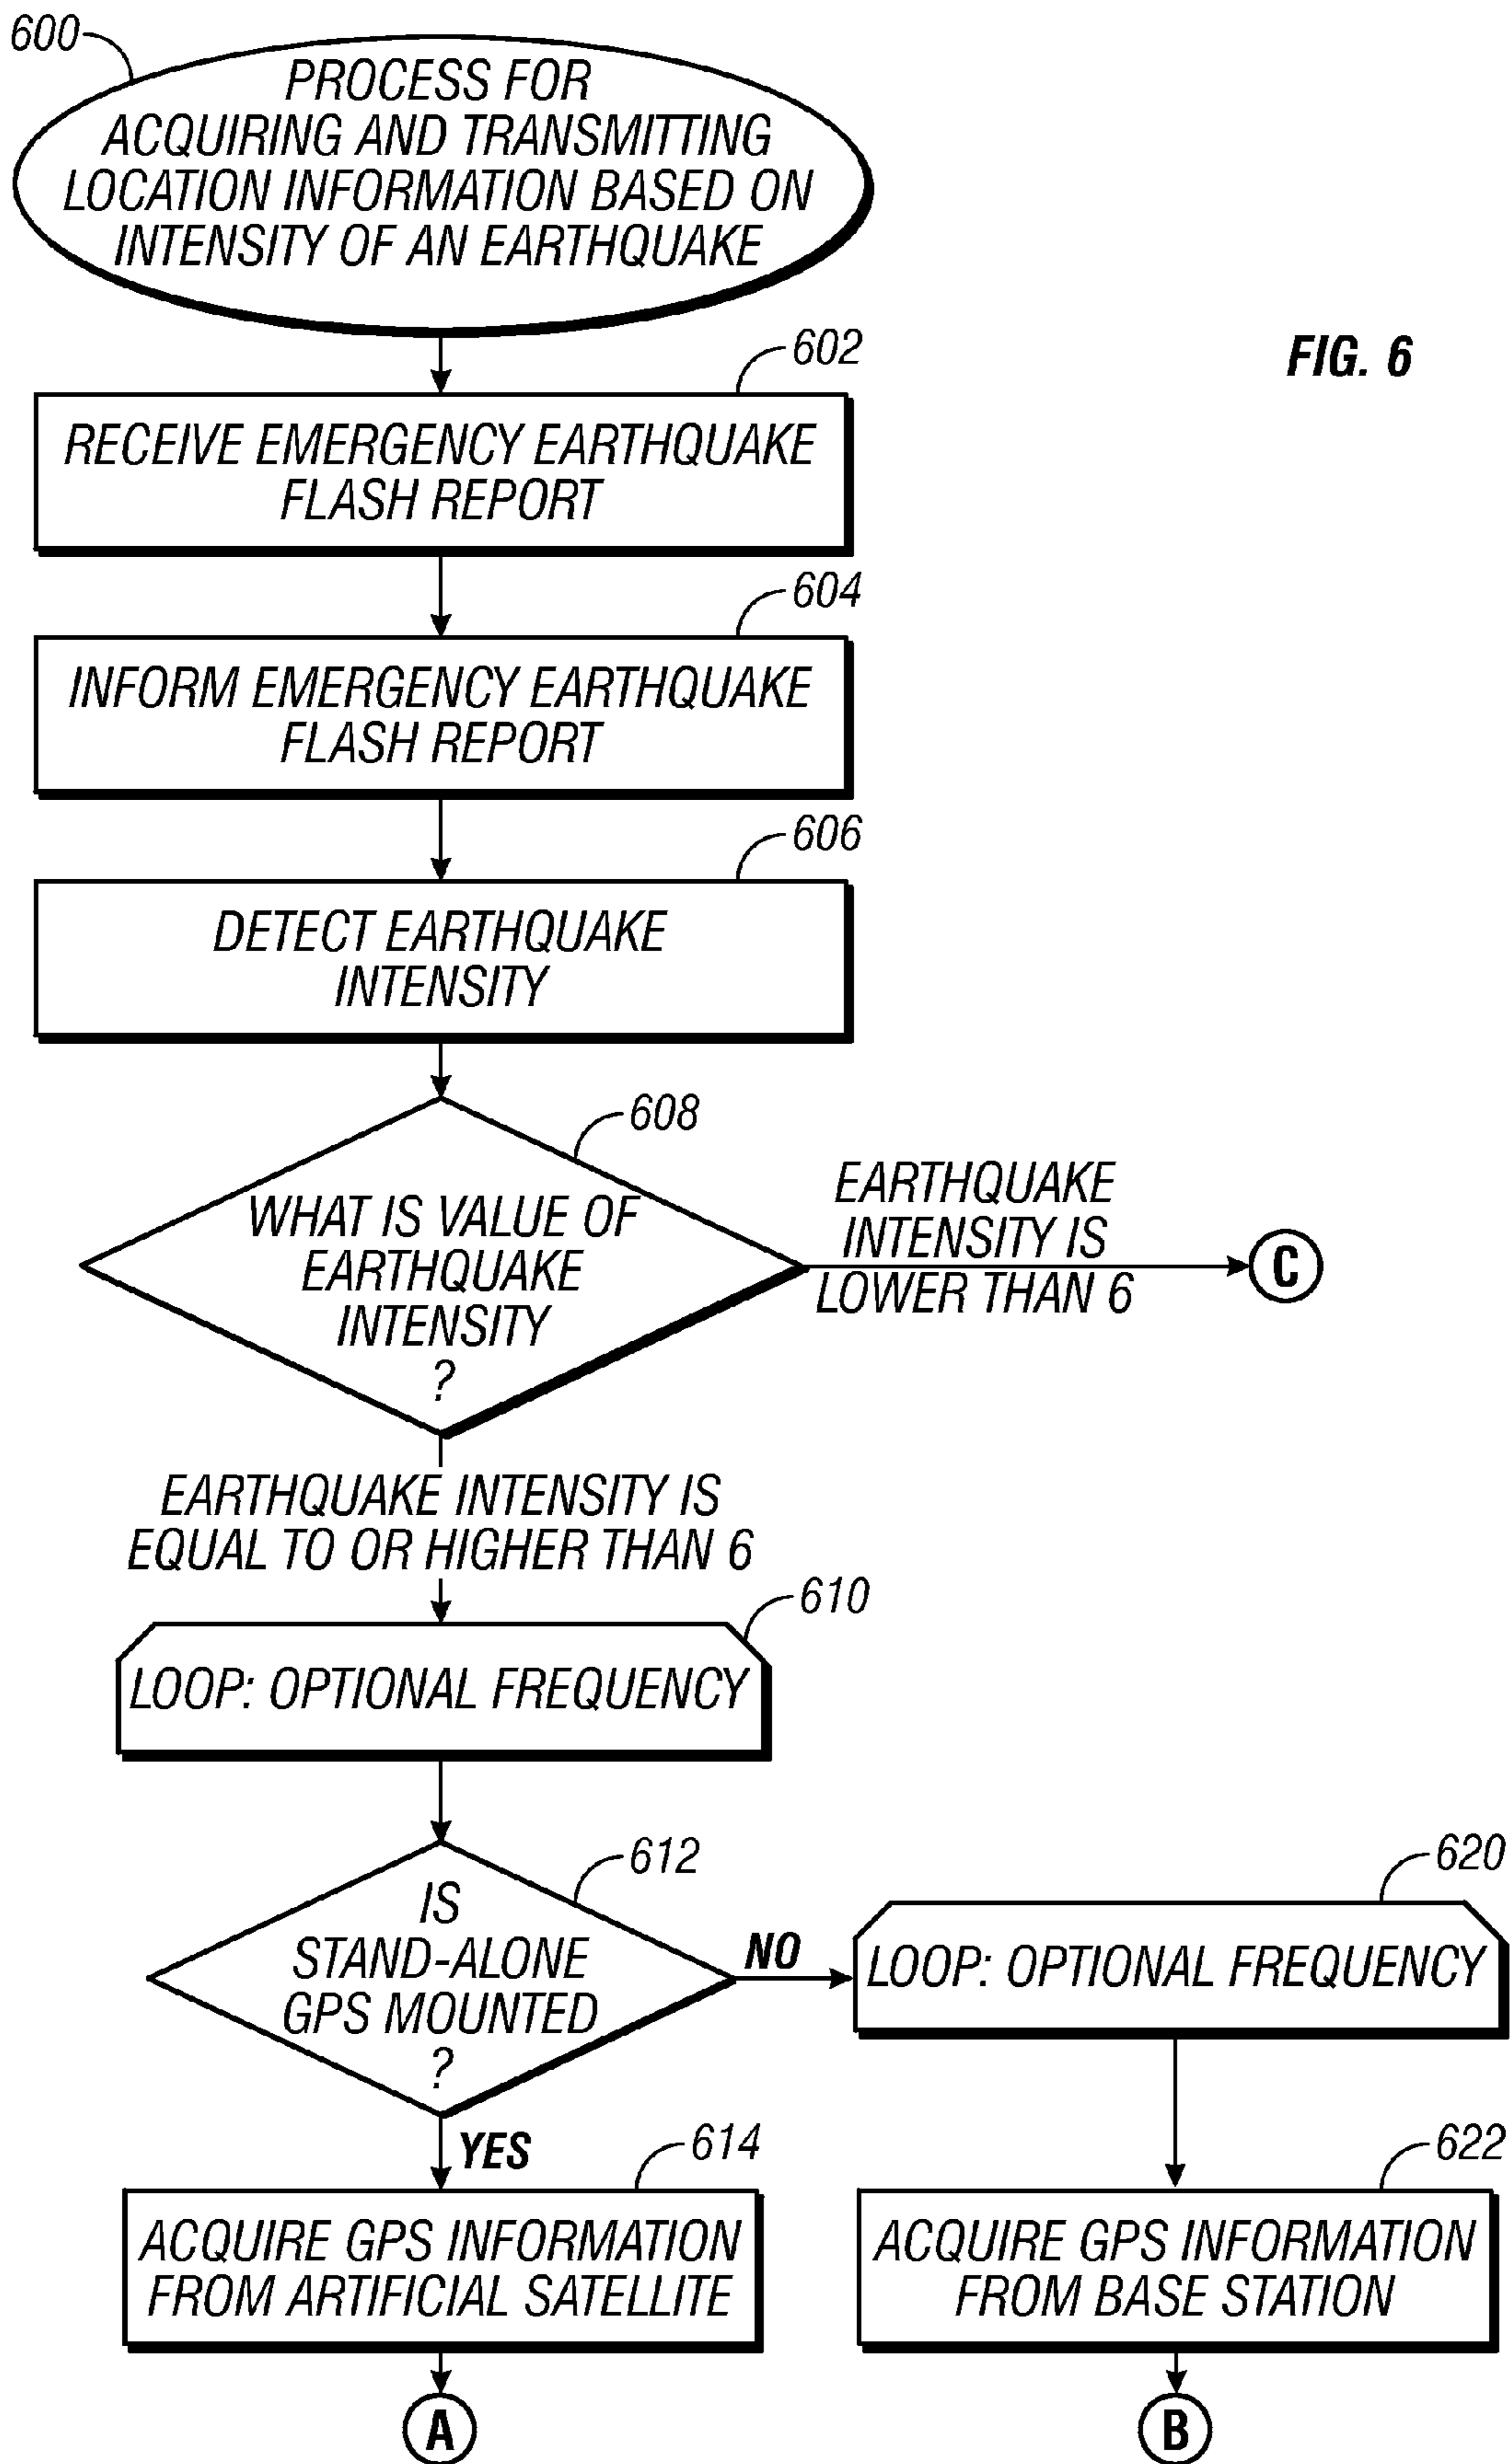 600
PROCESS FOR
ACQUIRING AND TRANSMITTING
LOCATION INFORMATION BASED ON
INTENSITY OF AN EARTHQUAKE
FIG. 6
602
RECEIVE EMERGENCY EARTHQUAKE
FLASH REPORT
604
INFORM EMERGENCY EARTHQUAKE
FLASH REPORT
606
DETECT EARTHQUAKE
INTENSITY
608
WHAT IS VALUE OF
EARTHQUAKE
INTENSITY
?
EARTHQUAKE
INTENSITY IS
LOWER THAN 6
C
EARTHQUAKE INTENSITY IS
EQUAL TO OR HIGHER THAN 6
610
LOOP: OPTIONAL FREQUENCY
612
IS
STAND-ALONE
GPS MOUNTED
?
NO
620
LOOP: OPTIONAL FREQUENCY
YES
614
ACQUIRE GPS INFORMATION
FROM ARTIFICIAL SATELLITE
A
622
ACQUIRE GPS INFORMATION
FROM BASE STATION
B